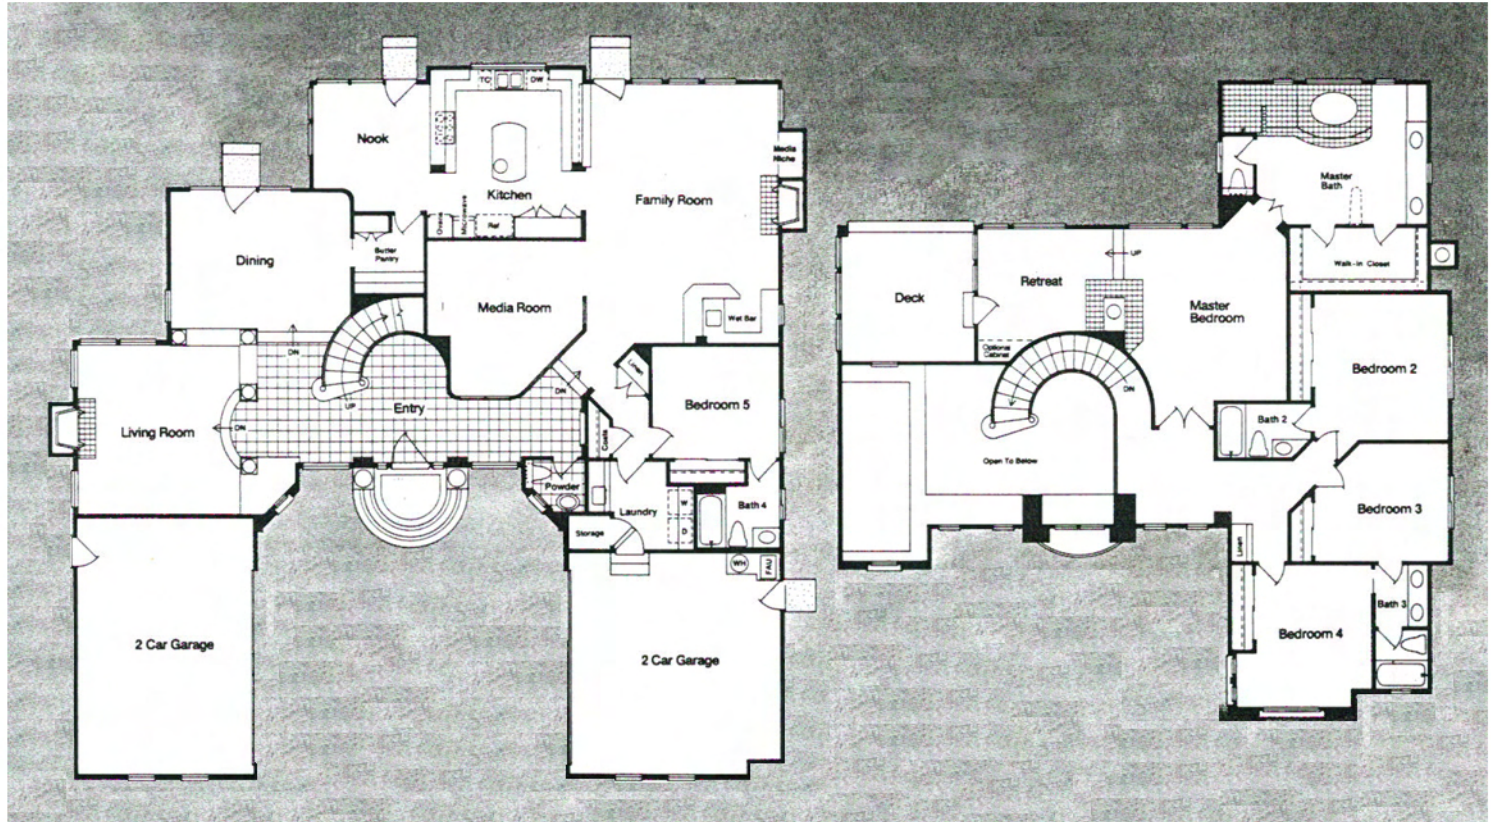 TC
DW
Nook
Kitchen
Ovens
Microwave
Ref
Family Room
Media
Niche
Dining
Butler
Pantry
Media Room
Wet Bar
DN
UP
Entry
DN
Living Room
DN
Linen
Coats
Bedroom 5
Powder
Laundry
W
D
Bath 4
Storage
WH
FAU
2 Car Garage
2 Car Garage
Master
Bath
Walk-In Closet
Deck
Retreat
UP
Master
Bedroom
Optional
Cabinet
DN
Open To Below
Bedroom 2
Bath 2
Bedroom 3
Linen
Bedroom 4
Bath 3